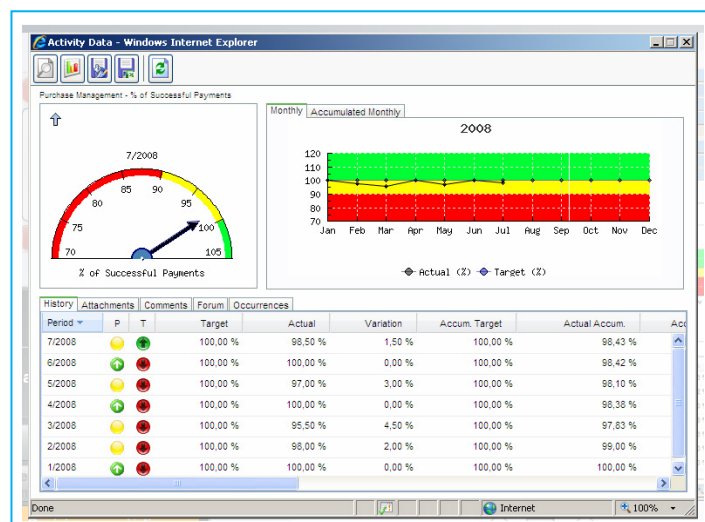 Activity Data - Windows Internet Explorer
Purchase Management - % of Successful Payments
7/2008
70 75 80 85 90 95 100 105
% of Successful Payments
Monthly Accumulated Monthly
2008
120
110
100
90
80
70
Jan Feb Mar Apr May Jun Jul Aug Sep Oct Nov Dec
Actual (%) Target (%)
History Attachments Comments Forum Occurrences
Period P T Target Actual Variation Accum. Target Actual Accum. Acc
7/2008 100,00 % 98,50 % 1,50 % 100,00 % 98,43 %
6/2008 100,00 % 100,00 % 0,00 % 100,00 % 98,42 %
5/2008 100,00 % 97,00 % 3,00 % 100,00 % 98,10 %
4/2008 100,00 % 100,00 % 0,00 % 100,00 % 98,38 %
3/2008 100,00 % 95,50 % 4,50 % 100,00 % 97,83 %
2/2008 100,00 % 98,00 % 2,00 % 100,00 % 99,00 %
1/2008 100,00 % 100,00 % 0,00 % 100,00 % 100,00 %
Done Internet 100%